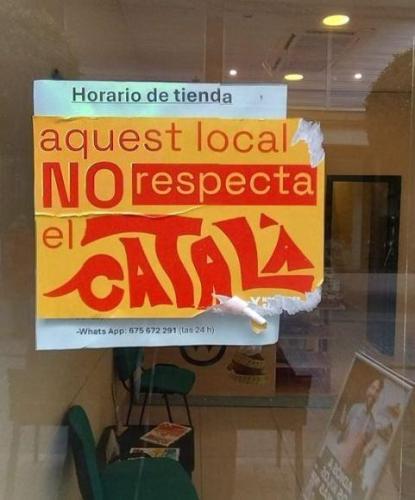 Horario de tienda
aquest local
NO respecta
el CATALÀ
-Whats App: 675 672 291 (las 24 h)